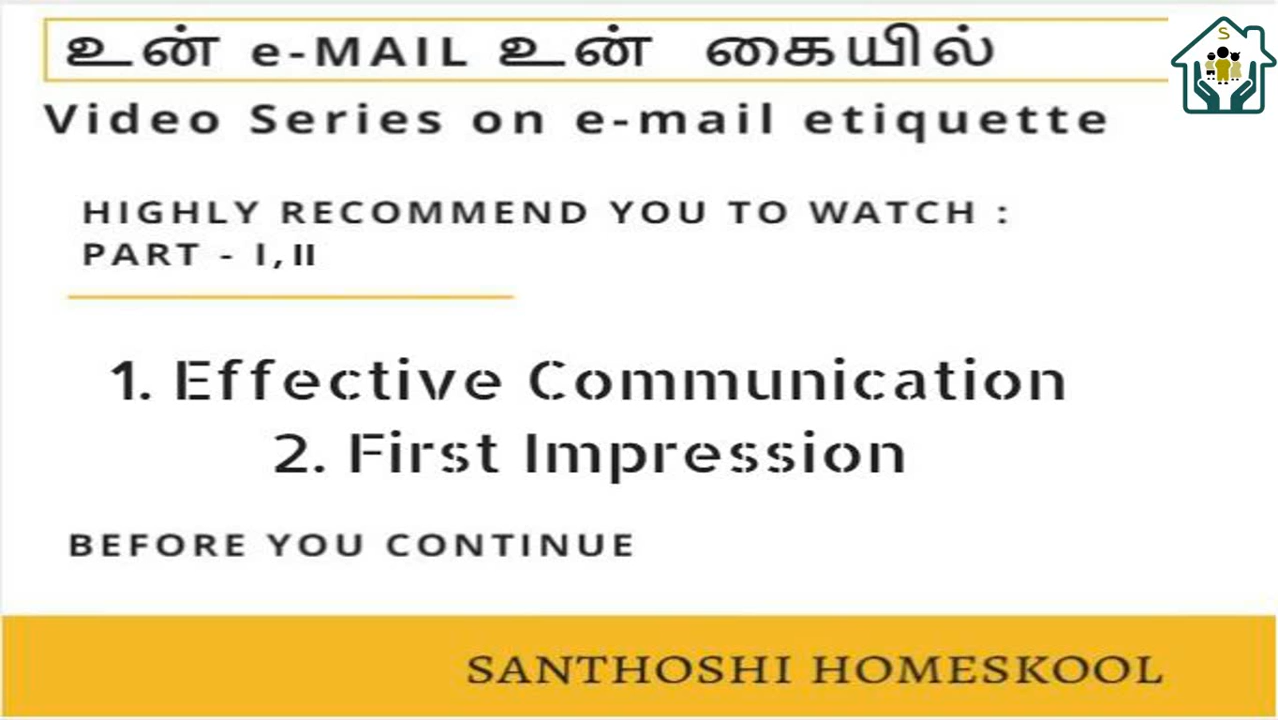 உன் e-MAIL உன் கையில்
S
Video Series on e-mail etiquette
HIGHLY RECOMMEND YOU TO WATCH :
PART - I,II
1. Effective Communication
2. First Impression
BEFORE YOU CONTINUE
SANTHOSHI HOMESKOOL